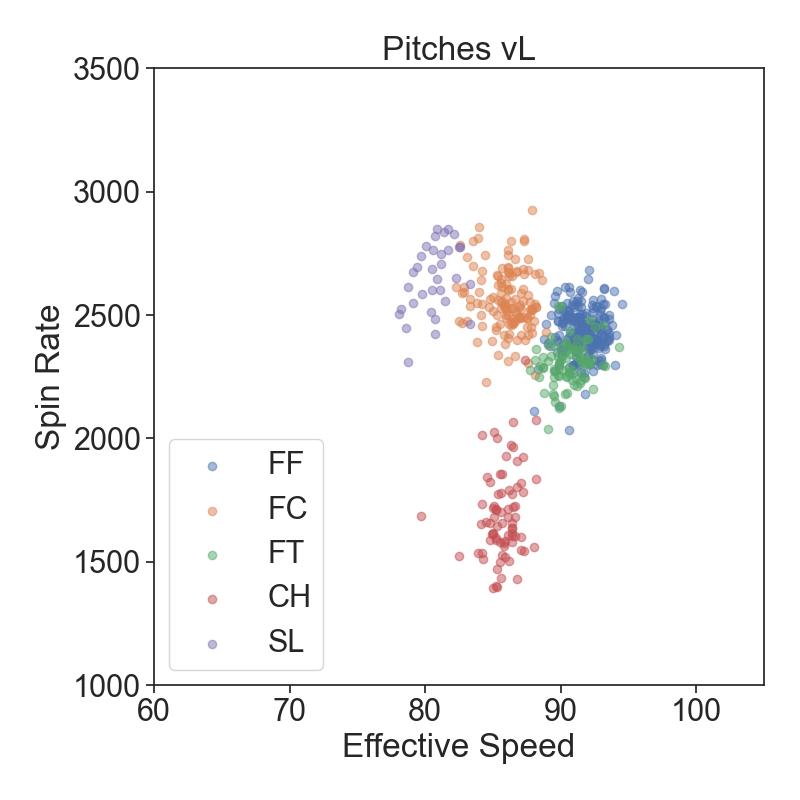 Pitches vL
3500
3000
2500
2000
1500
1000
Spin Rate
FF
FC
FT
CH
SL
60 70 80 90 100
Effective Speed